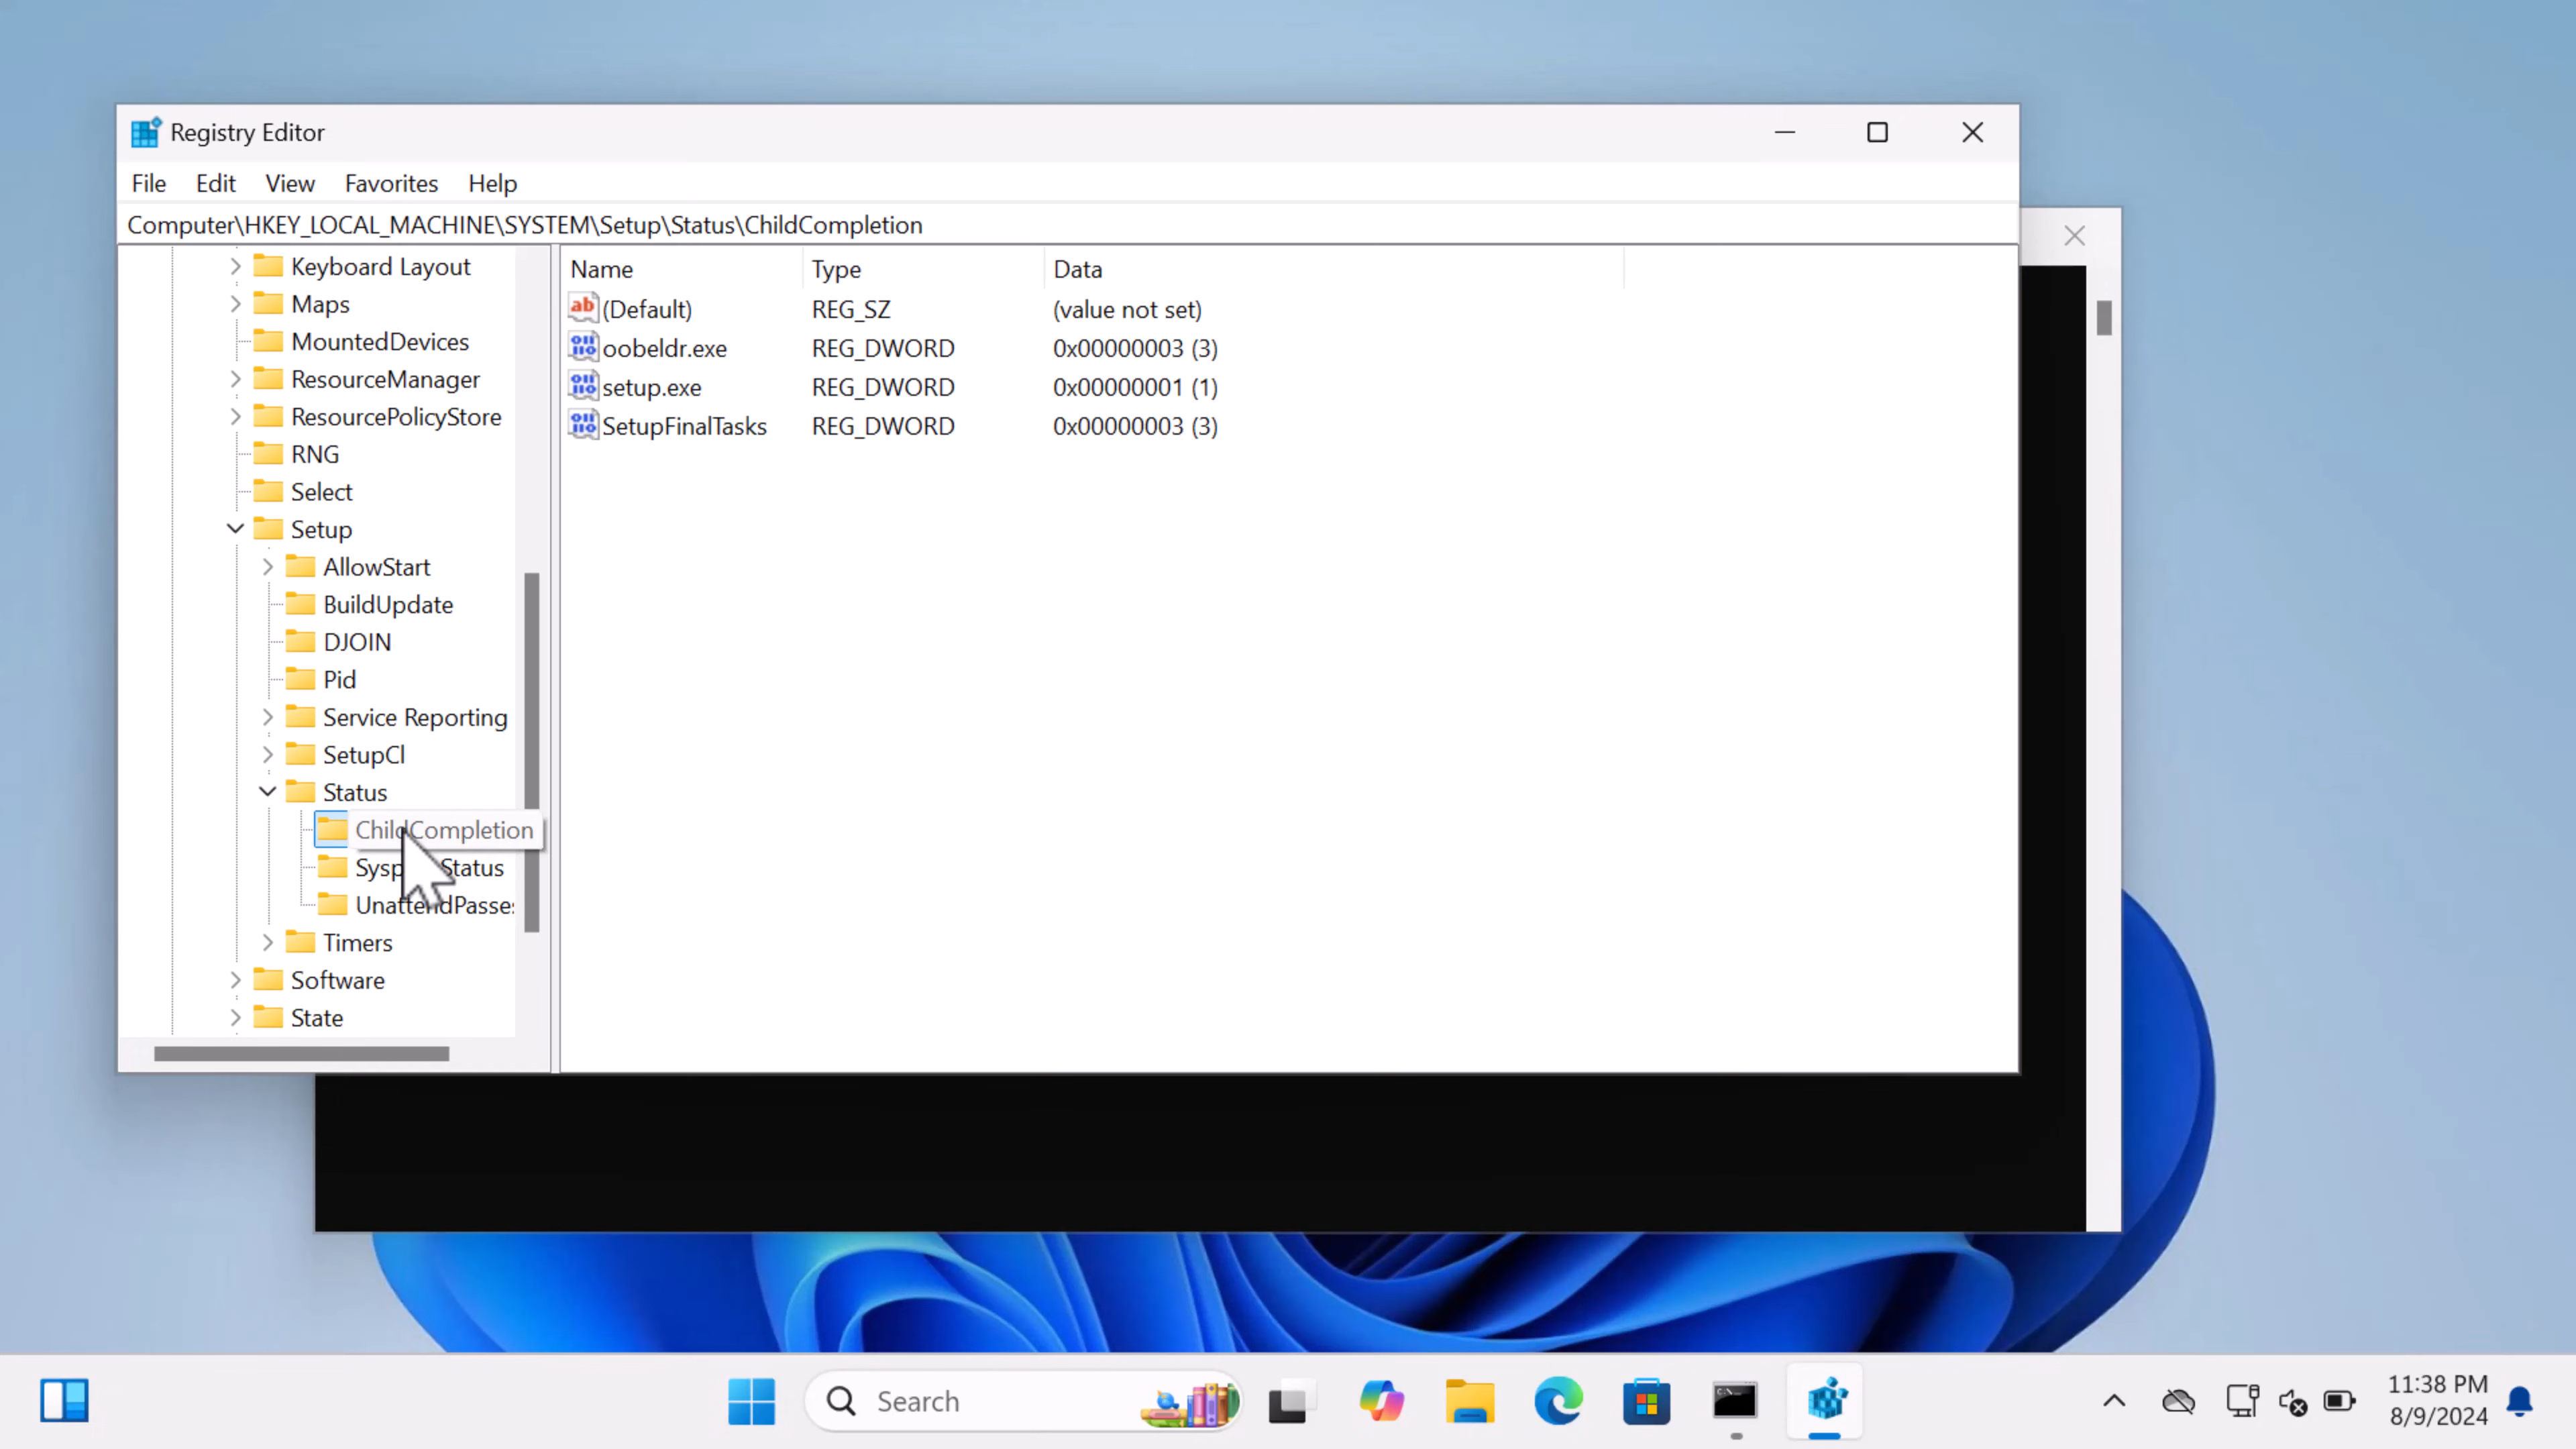 Registry Editor
File Edit View Favorites Help
Computer\HKEY_LOCAL_MACHINE\SYSTEM\Setup\Status\ChildCompletion
Keyboard Layout
Maps
MountedDevices
ResourceManager
ResourcePolicyStore
RNG
Select
Setup
AllowStart
BuildUpdate
DJOIN
Pid
Service Reporting
SetupCl
Status
ChildCompletion
Status
Timers
Software
State
Name Type Data
(Default) REG_SZ (value not set)
oobeldr.exe REG_DWORD 0x00000003 (3)
setup.exe REG_DWORD 0x00000001 (1)
SetupFinalTasks REG_DWORD 0x00000003 (3)
Search
11:38 PM
8/9/2024